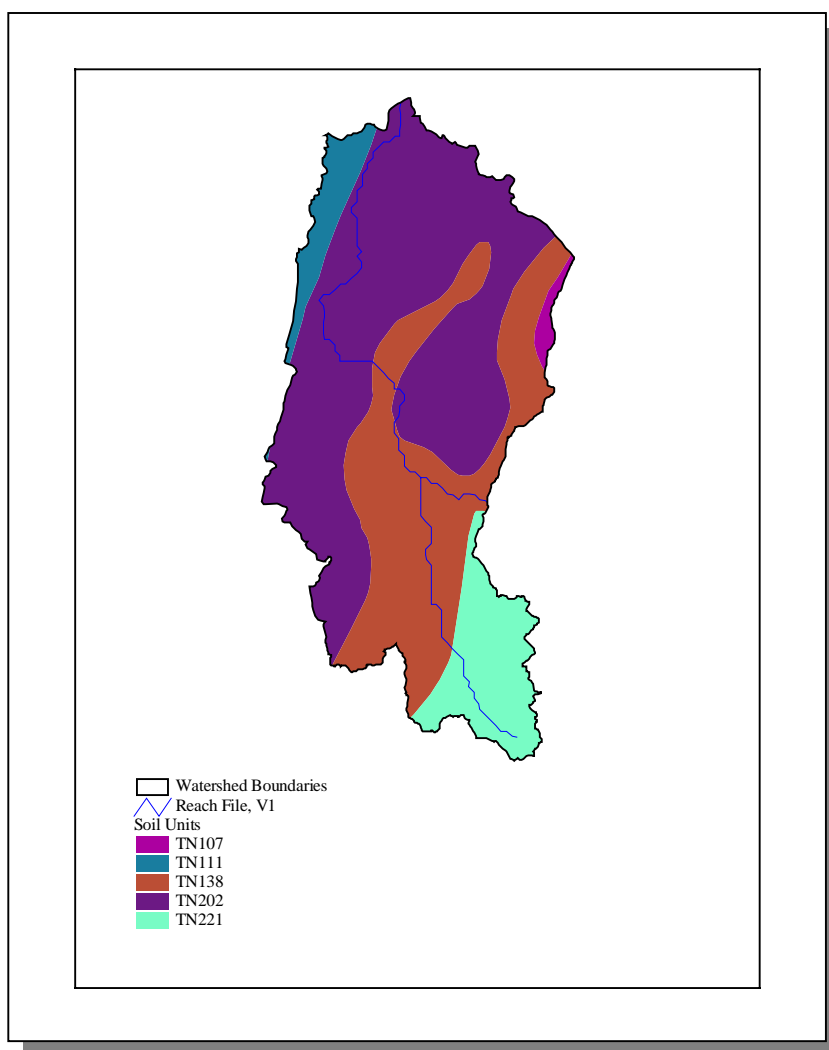 Watershed Boundaries
Reach File, V1
Soil Units
TN107
TN111
TN138
TN202
TN221